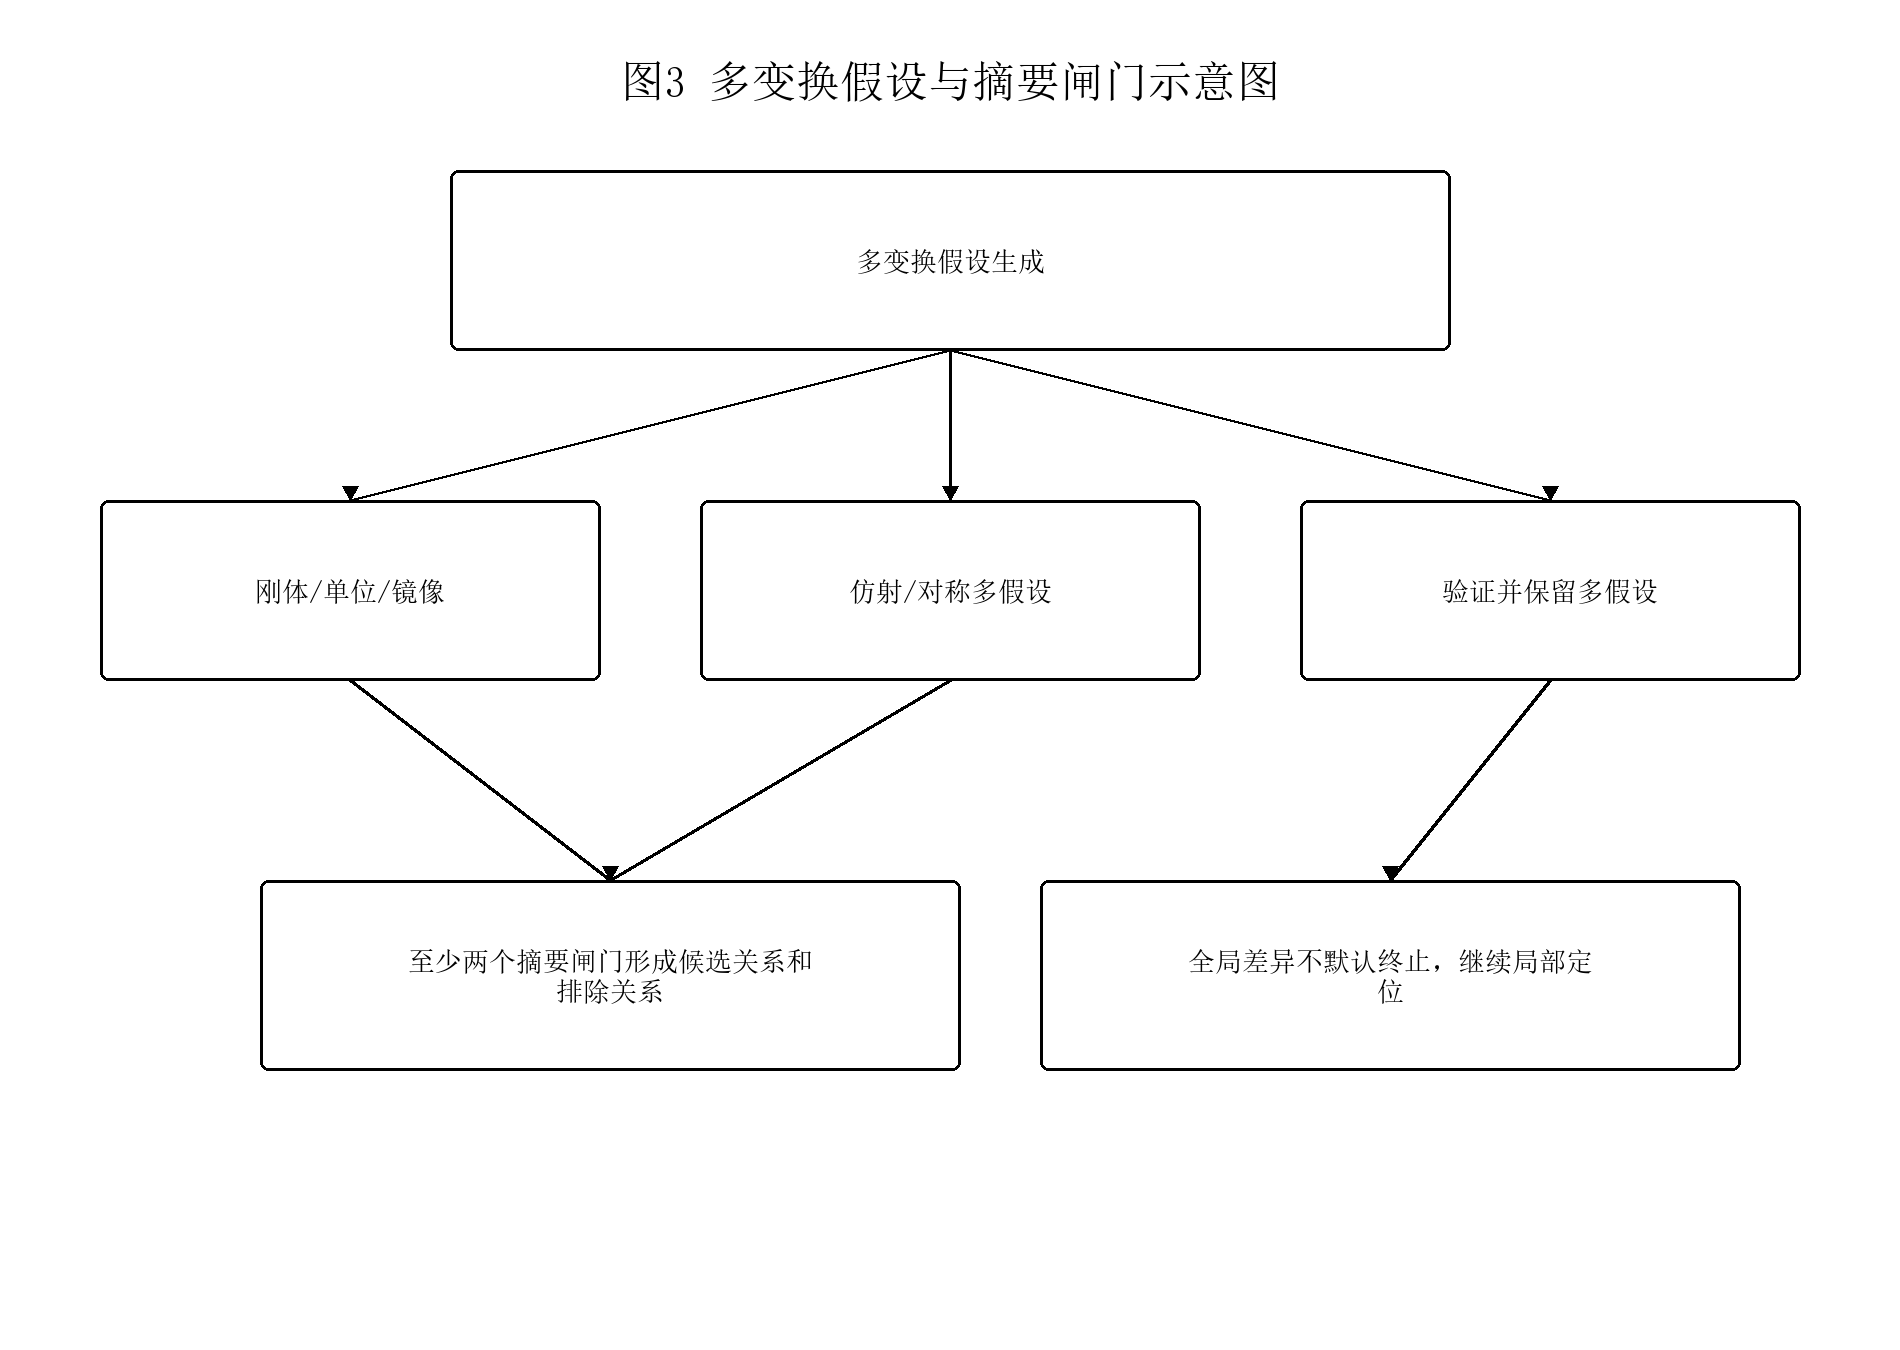 图3 多变换假设与摘要闸门示意图
多变换假设生成
刚体/单位/镜像
仿射/对称多假设
验证并保留多假设
至少两个摘要闸门形成候选关系和
排除关系
全局差异不默认终止，继续局部定
位